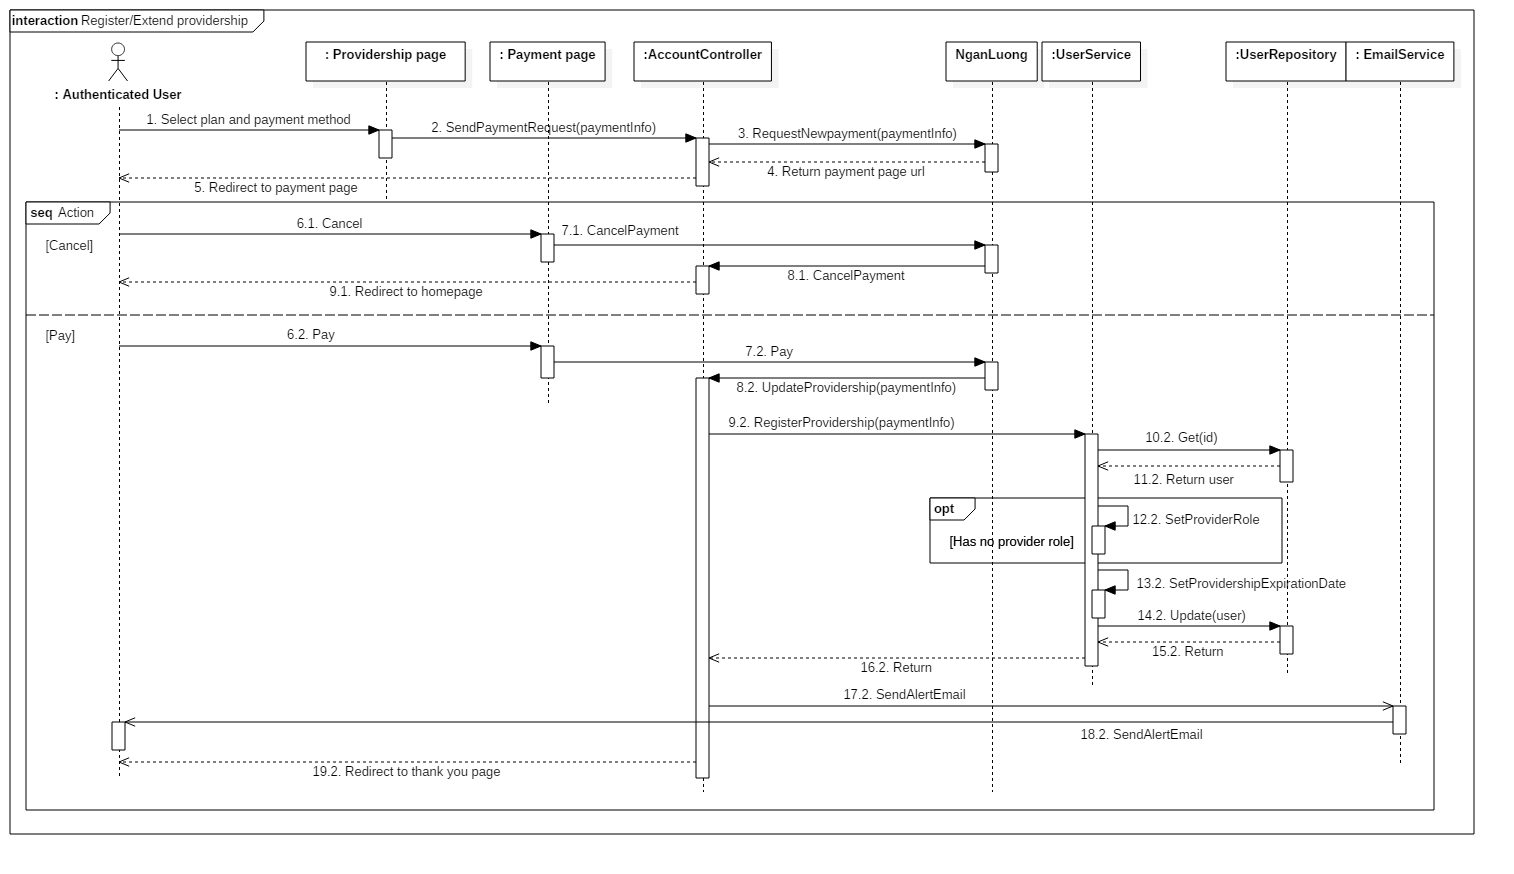 interaction Register/Extend providership
: Providership page
: Payment page
:AccountController
NganLuong
:UserService
:UserRepository
: EmailService
: Authenticated User
1. Select plan and payment method
2. SendPaymentRequest(paymentInfo)
3. RequestNewpayment(paymentInfo)
4. Return payment page url
5. Redirect to payment page
seq Action
6.1. Cancel
7.1. CancelPayment
[Cancel]
8.1. CancelPayment
9.1. Redirect to homepage
[Pay]
6.2. Pay
7.2. Pay
8.2. UpdateProvidership(paymentInfo)
9.2. RegisterProvidership(paymentInfo)
10.2. Get(id)
11.2. Return user
opt
12.2. SetProviderRole
[Has no provider role]
13.2. SetProvidershipExpirationDate
14.2. Update(user)
15.2. Return
16.2. Return
17.2. SendAlertEmail
18.2. SendAlertEmail
19.2. Redirect to thank you page